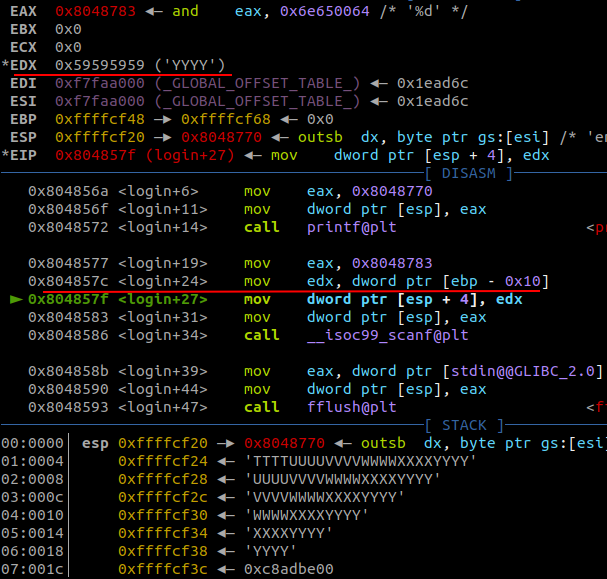 EAX 0x8048783 ◂— and eax, 0x6e650064 /* '%d' */
EBX 0x0
ECX 0x0
*EDX 0x59595959 ('YYYY')
EDI 0xf7faa000 (_GLOBAL_OFFSET_TABLE_) ◂— 0x1ead6c
ESI 0xf7faa000 (_GLOBAL_OFFSET_TABLE_) ◂— 0x1ead6c
EBP 0xffffcf48 —▸ 0xffffcf68 ◂— 0x0
ESP 0xffffcf20 —▸ 0x8048770 ◂— outsb dx, byte ptr gs:[esi] /* 'en
*EIP 0x804857f (login+27) ◂— mov dword ptr [esp + 4], edx
[ DISASM ]
0x804856a <login+6> mov eax, 0x8048770
0x804856f <login+11> mov dword ptr [esp], eax
0x8048572 <login+14> call printf@plt <pr
0x8048577 <login+19> mov eax, 0x8048783
0x804857c <login+24> mov edx, dword ptr [ebp - 0x10]
► 0x804857f <login+27> mov dword ptr [esp + 4], edx
0x8048583 <login+31> mov dword ptr [esp], eax
0x8048586 <login+34> call __isoc99_scanf@plt
0x804858b <login+39> mov eax, dword ptr [stdin@@GLIBC_2.0]
0x8048590 <login+44> mov dword ptr [esp], eax
0x8048593 <login+47> call fflush@plt <f
[ STACK ]
00:0000│ esp 0xffffcf20 —▸ 0x8048770 ◂— outsb dx, byte ptr gs:[e
01:0004│ 0xffffcf24 ◂— 'TTTTUUUUVVVVWWWWXXXXYYYY'
02:0008│ 0xffffcf28 ◂— 'UUUUVVVVWWWWXXXXYYYY'
03:000c│ 0xffffcf2c ◂— 'VVVVWWWWXXXXYYYY'
04:0010│ 0xffffcf30 ◂— 'WWWWXXXXYYYY'
05:0014│ 0xffffcf34 ◂— 'XXXXYYYY'
06:0018│ 0xffffcf38 ◂— 'YYYY'
07:001c│ 0xffffcf3c ◂— 0xc8adbe00